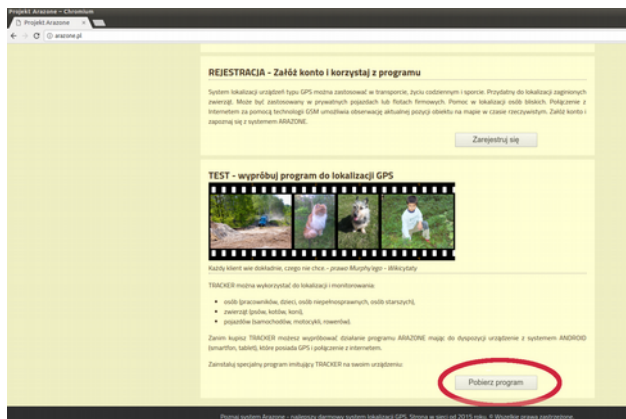 Projekt Arazone - Chromium
Projekt Arazone ×
arazone.pl
REJESTRACJA - Załóż konto i korzystaj z programu
System lokalizacji urządzeń typu GPS można zastosować w transporcie, życiu codziennym i sporcie. Przydatny do lokalizacji zaginionych
zwierząt. Może być zastosowany w prywatnych pojazdach lub flotach firmowych. Pomoc w lokalizacji osób bliskich. Połączenie z
Internetem za pomocą technologii GSM umożliwia obserwację aktualnej pozycji obiektu na mapie w czasie rzeczywistym. Załóż konto i
zapoznaj się z systemem ARAZONE.
Zarejestruj się
TEST - wypróbuj program do lokalizacji GPS
Każdy klient wie dokładnie, czego nie chce. - prawo Murphy'ego - Wikicytaty
TRACKER można wykorzystać do lokalizacji i monitorowania:
• osób (pracowników, dzieci, osób niepełnosprawnych, osób starszych),
• zwierząt (psów, kotów, koni),
• pojazdów (samochodów, motocykli, rowerów).
Zanim kupisz TRACKER możesz wypróbować działanie programu ARAZONE mając do dyspozycji urządzenie z systemem ANDROID
(smartfon, tablet), które posiada GPS i połączenie z internetem.
Zainstaluj specjalny program imitujący TRACKER na swoim urządzeniu:
Pobierz program
Poznaj system Arazone - najlepszy darmowy system lokalizacji GPS. Strona w sieci od 2015 roku. © Wszelkie prawa zastrzeżone.